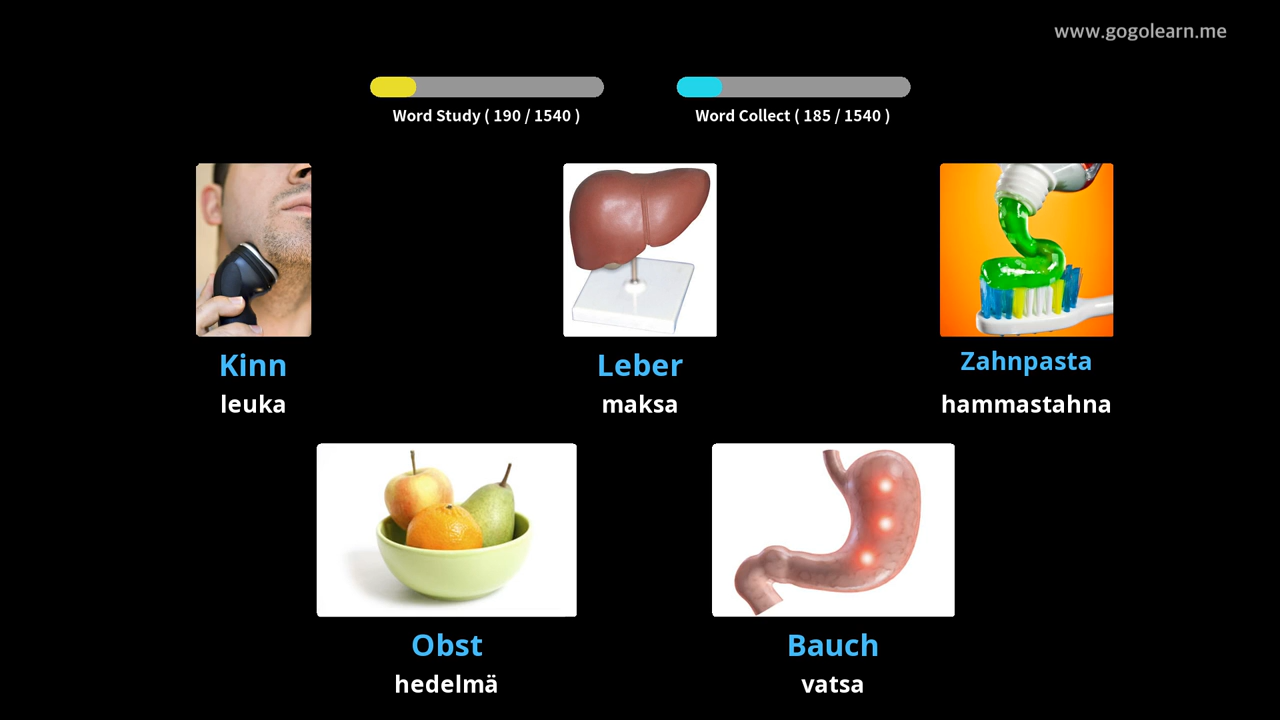 www.gogolearn.me
Word Study ( 190 / 1540 )
Word Collect ( 185 / 1540 )
Kinn
leuka
Leber
maksa
Zahnpasta
hammastahna
Obst
hedelmä
Bauch
vatsa